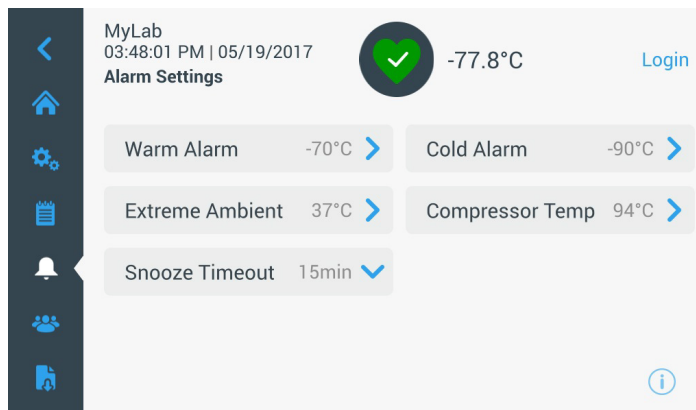 MyLab
03:48:01 PM | 05/19/2017
Alarm Settings
-77.8°C
Login
Warm Alarm -70°C
Cold Alarm -90°C
Extreme Ambient 37°C
Compressor Temp 94°C
Snooze Timeout 15min
i